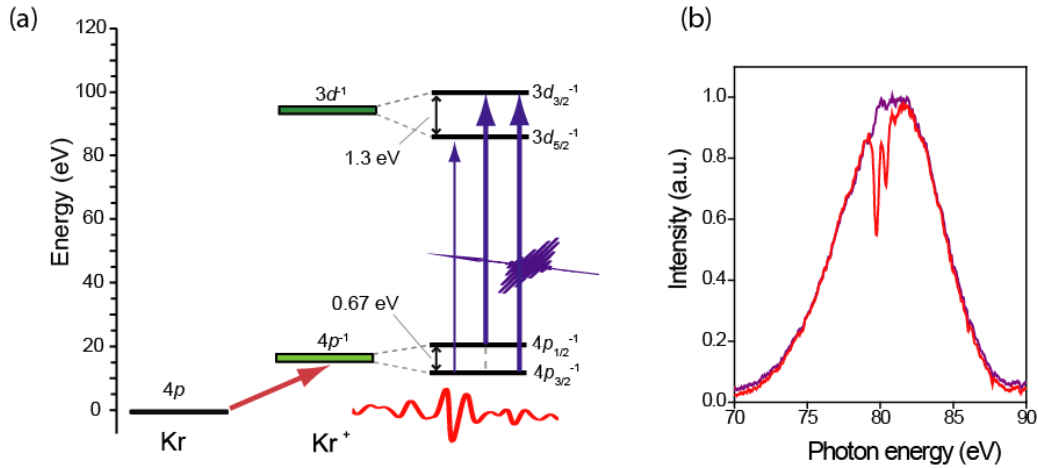 (a)
120
100
80
60
40
20
0
Energy (eV)
4p
Kr
3d⁻¹
4p⁻¹
Kr⁺
1.3 eV
0.67 eV
3d₃/₂⁻¹
3d₅/₂⁻¹
4p₁/₂⁻¹
4p₃/₂⁻¹
(b)
1.0
0.8
0.6
0.4
0.2
0.0
Intensity (a.u.)
70 75 80 85 90
Photon energy (eV)